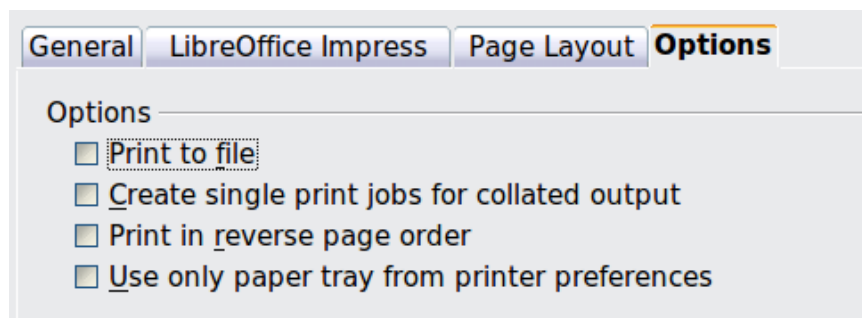 General LibreOffice Impress Page Layout Options
Options
Print to file
Create single print jobs for collated output
Print in reverse page order
Use only paper tray from printer preferences